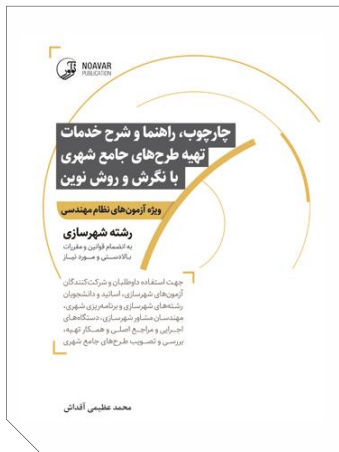 NOAVAR
PUBLICATION
نوآور
چارچوب، راهنما و شرح خدمات
تهیه طرح‌های جامع شهری
با نگرش و روش نوین
ویژه آزمون‌های نظام مهندسی
رشته شهرسازی
به انضمام قوانین و مقررات
بالادستی و مورد نیاز
جهت استفاده داوطلبان و شرکت‌کنندگان
آزمون‌های شهرسازی، اساتید و دانشجویان
رشته‌های شهرسازی و برنامه‌ریزی شهری،
مهندسان مشاور شهرسازی، دستگاه‌های
اجرایی و مراجع اصلی و همکار تهیه،
بررسی و تصویب طرح‌های جامع شهری
محمد عظیمی آقداش